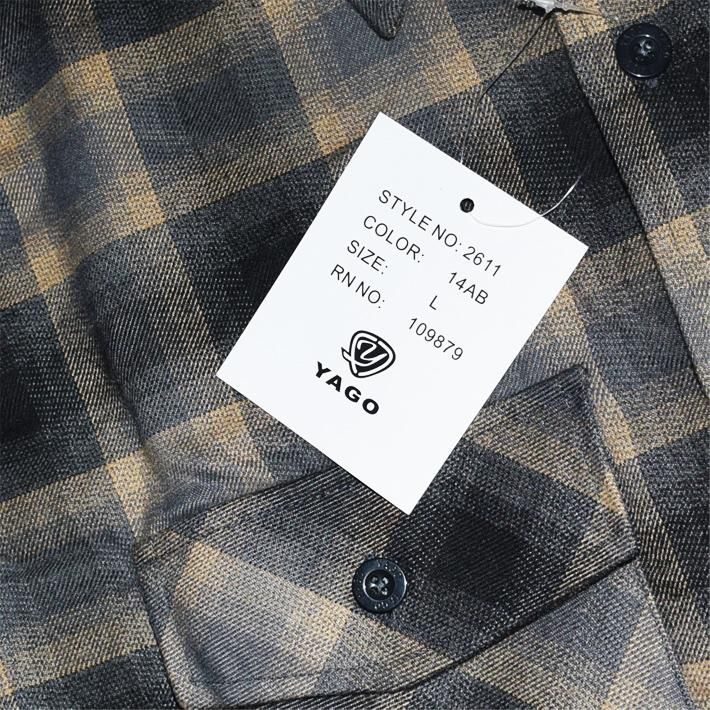 STYLE NO: 2611
COLOR: 14AB
SIZE: L
RN NO: 109879
YAGO